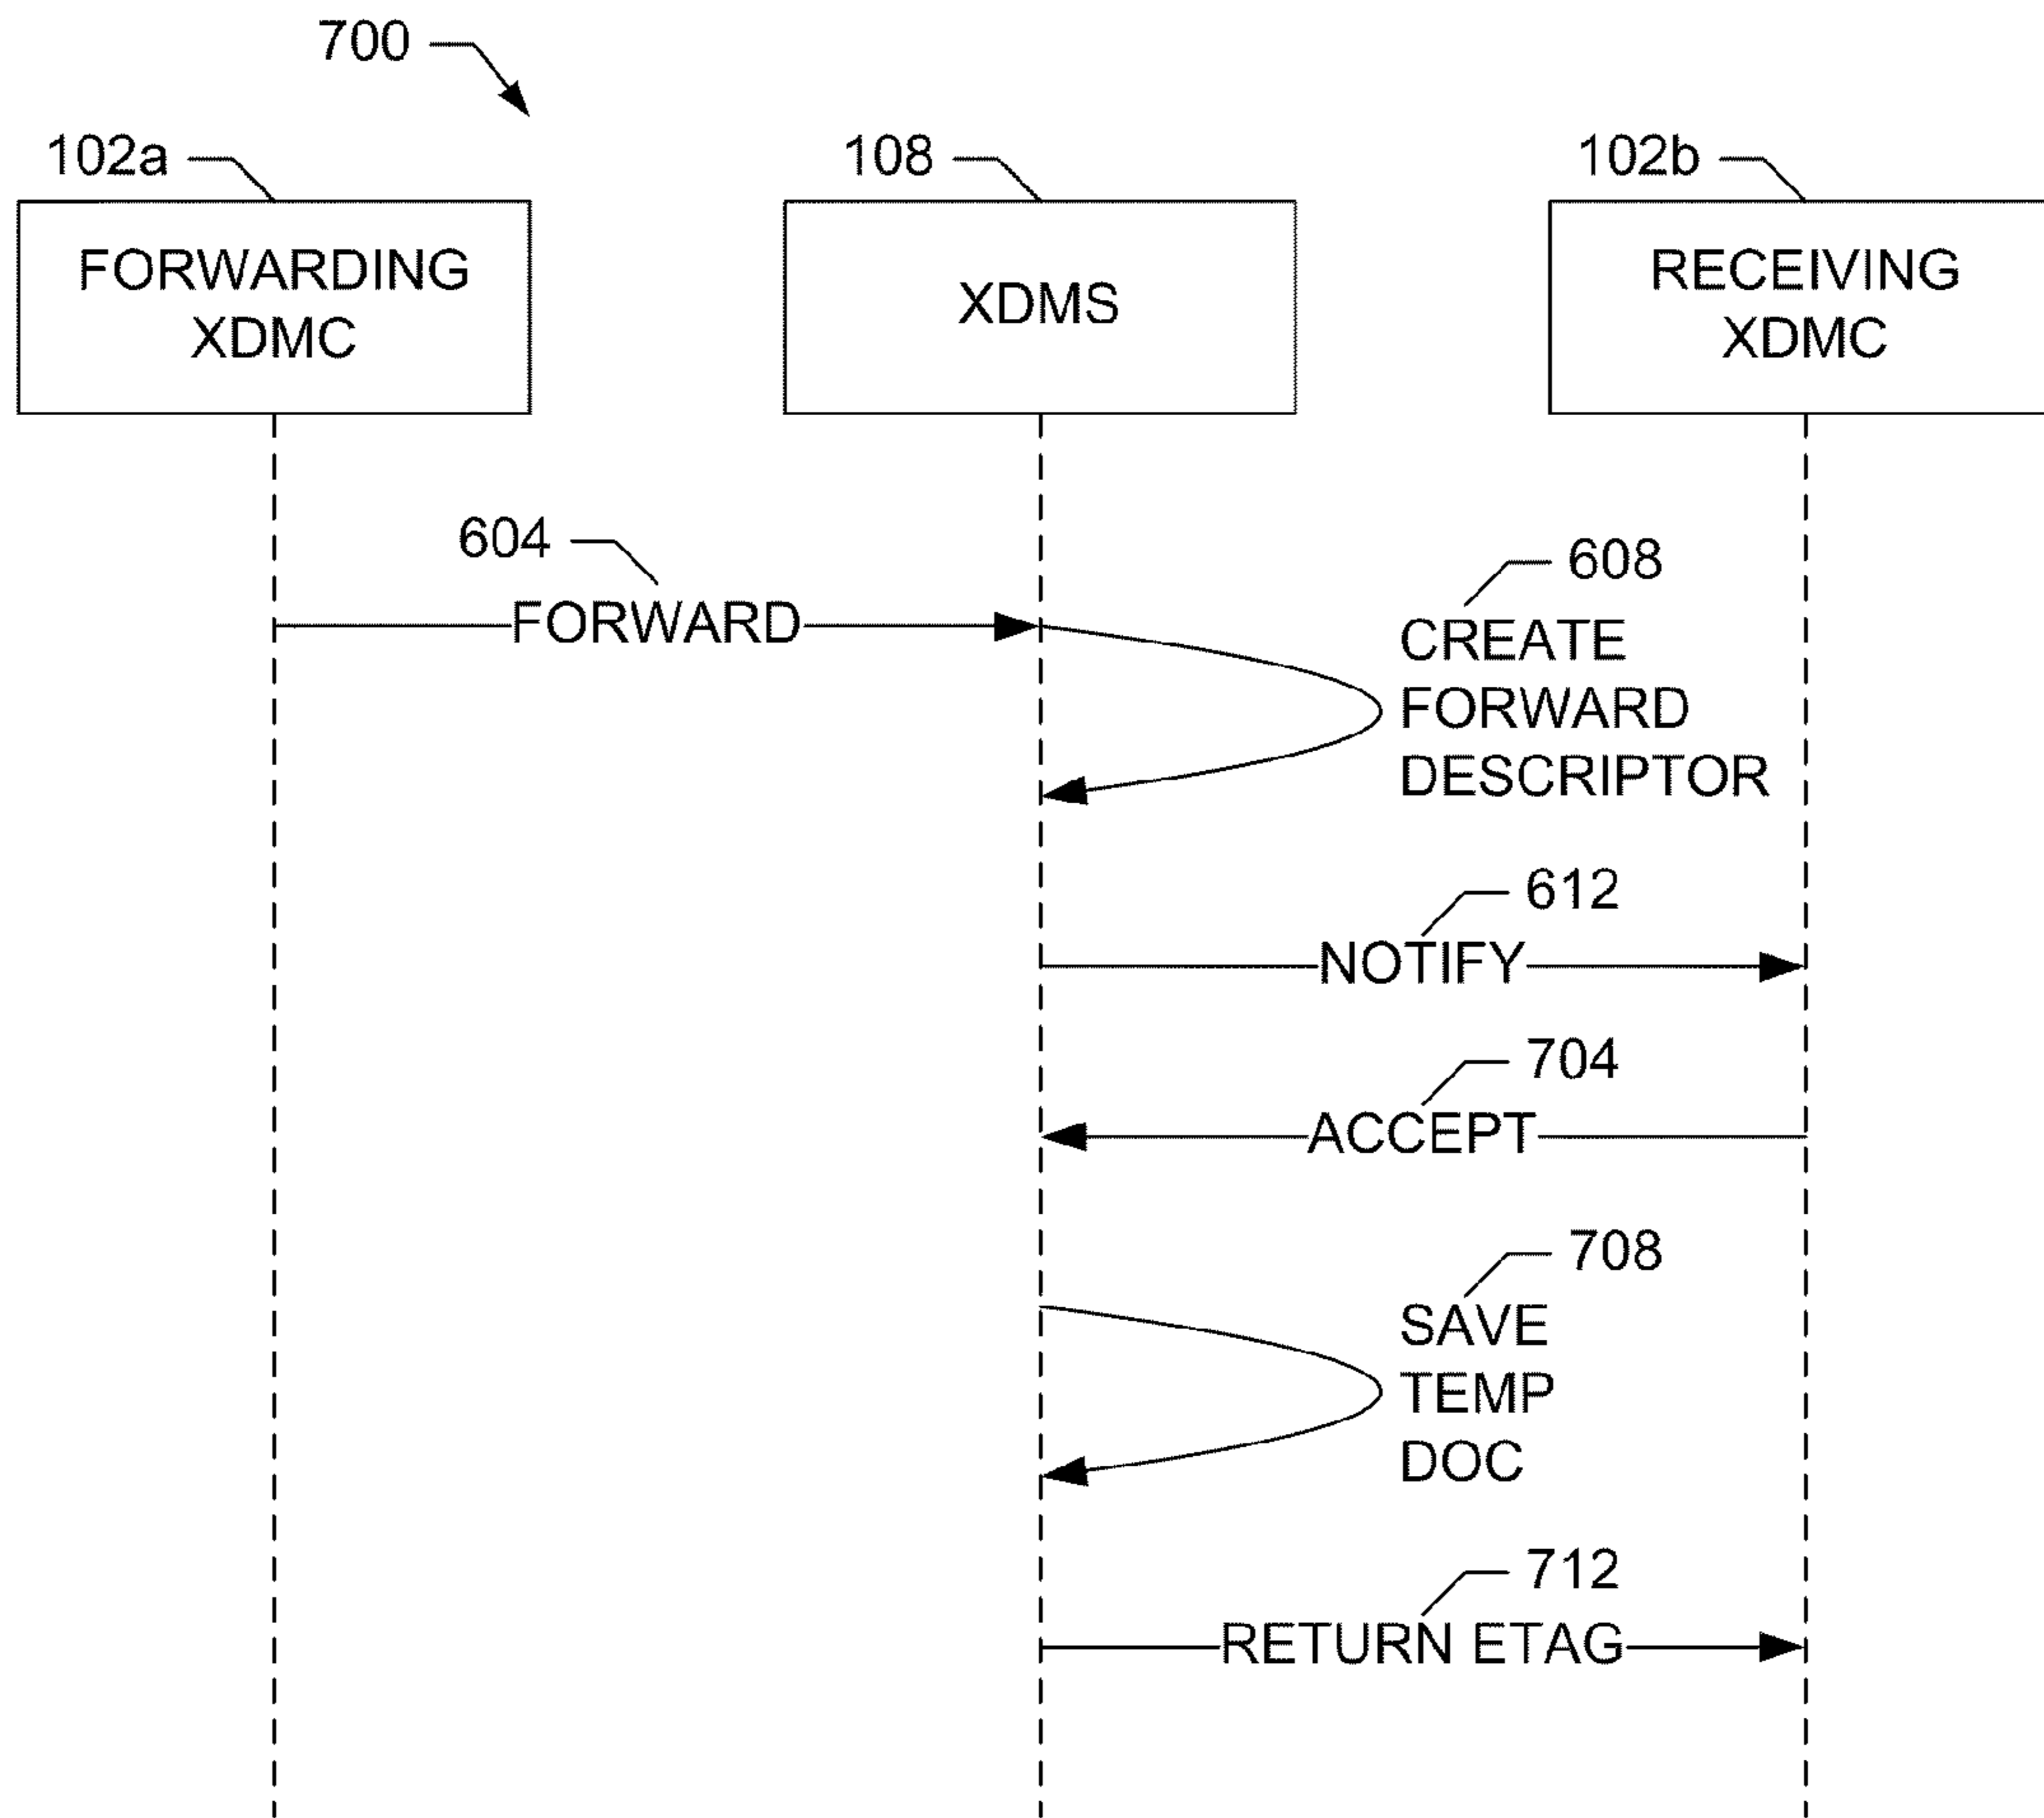 700
102a
108
102b
FORWARDING
XDMC
XDMS
RECEIVING
XDMC
604
FORWARD
608
CREATE
FORWARD
DESCRIPTOR
612
NOTIFY
704
ACCEPT
708
SAVE
TEMP
DOC
712
RETURN ETAG